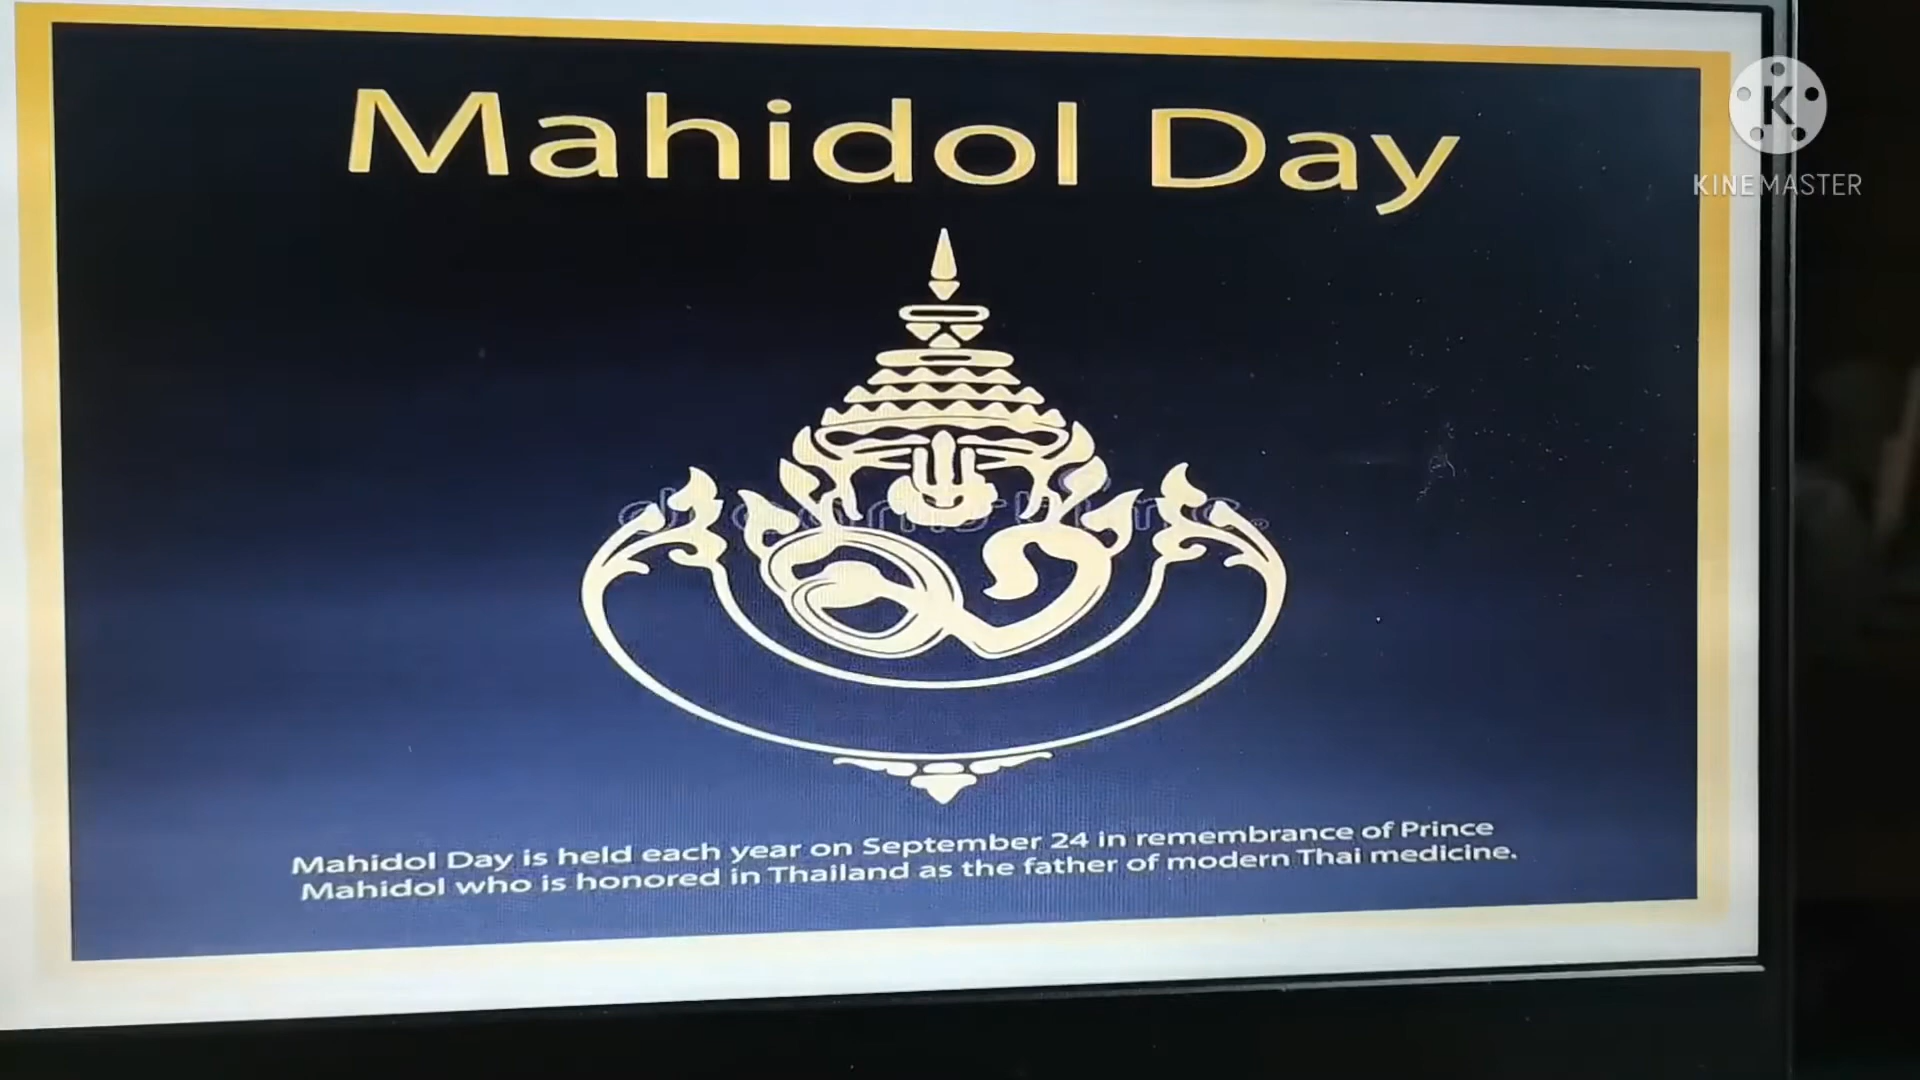 Mahidol Day
K
KINEMASTER
dreamstime.
Mahidol Day is held each year on September 24 in remembrance of Prince
Mahidol who is honored in Thailand as the father of modern Thai medicine.